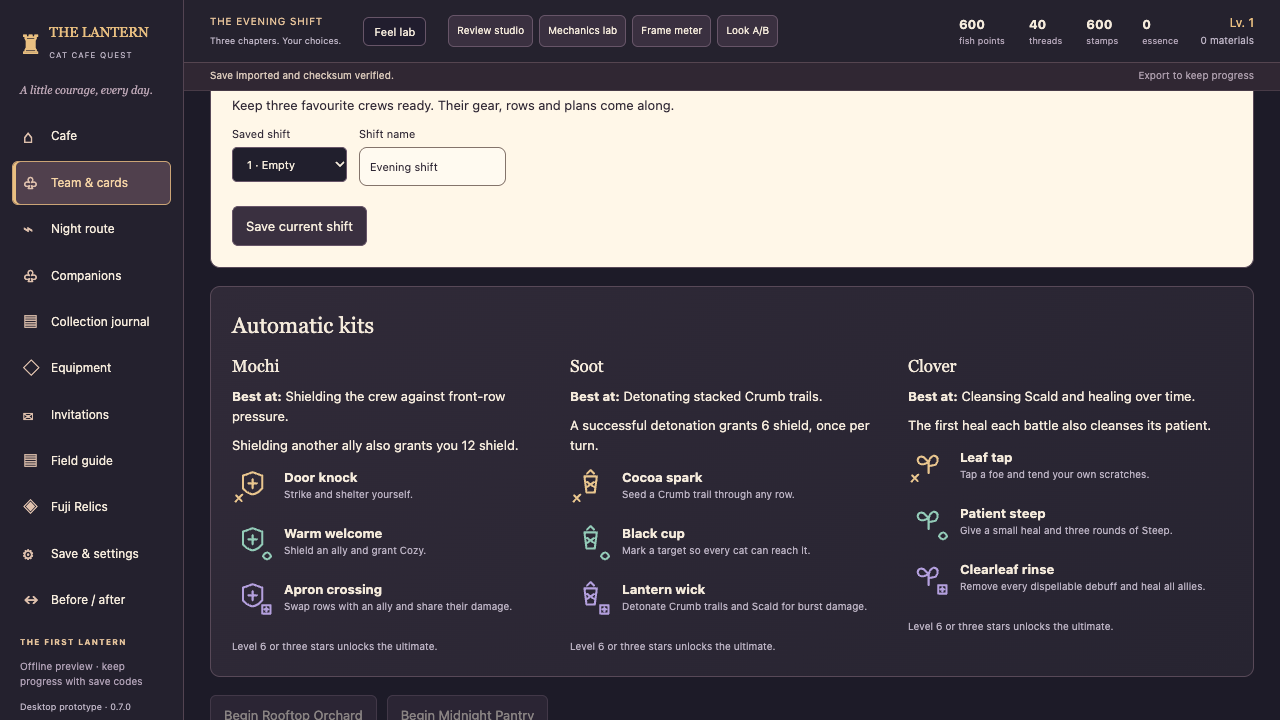 THE LANTERN
CAT CAFE QUEST
A little courage, every day.
Cafe
Team & cards
Night route
Companions
Collection journal
Equipment
Invitations
Field guide
Fuji Relics
Save & settings
Before / after
THE FIRST LANTERN
Offline preview · keep
progress with save codes
Desktop prototype · 0.7.0
THE EVENING SHIFT
Three chapters. Your choices.
Feel lab
Review studio
Mechanics lab
Frame meter
Look A/B
600
fish points
40
threads
600
stamps
0
essence
Lv. 1
0 materials
Save imported and checksum verified.
Export to keep progress
Keep three favourite crews ready. Their gear, rows and plans come along.
Saved shift
Shift name
1 · Empty
Evening shift
Save current shift
Automatic kits
Mochi
Best at: Shielding the crew against front-row
pressure.
Shielding another ally also grants you 12 shield.
Door knock
Strike and shelter yourself.
Warm welcome
Shield an ally and grant Cozy.
Apron crossing
Swap rows with an ally and share their damage.
Level 6 or three stars unlocks the ultimate.
Soot
Best at: Detonating stacked Crumb trails.
A successful detonation grants 6 shield, once per
turn.
Cocoa spark
Seed a Crumb trail through any row.
Black cup
Mark a target so every cat can reach it.
Lantern wick
Detonate Crumb trails and Scald for burst damage.
Level 6 or three stars unlocks the ultimate.
Clover
Best at: Cleansing Scald and healing over time.
The first heal each battle also cleanses its patient.
Leaf tap
Tap a foe and tend your own scratches.
Patient steep
Give a small heal and three rounds of Steep.
Clearleaf rinse
Remove every dispellable debuff and heal all allies.
Level 6 or three stars unlocks the ultimate.
Begin Rooftop Orchard
Begin Midnight Pantry